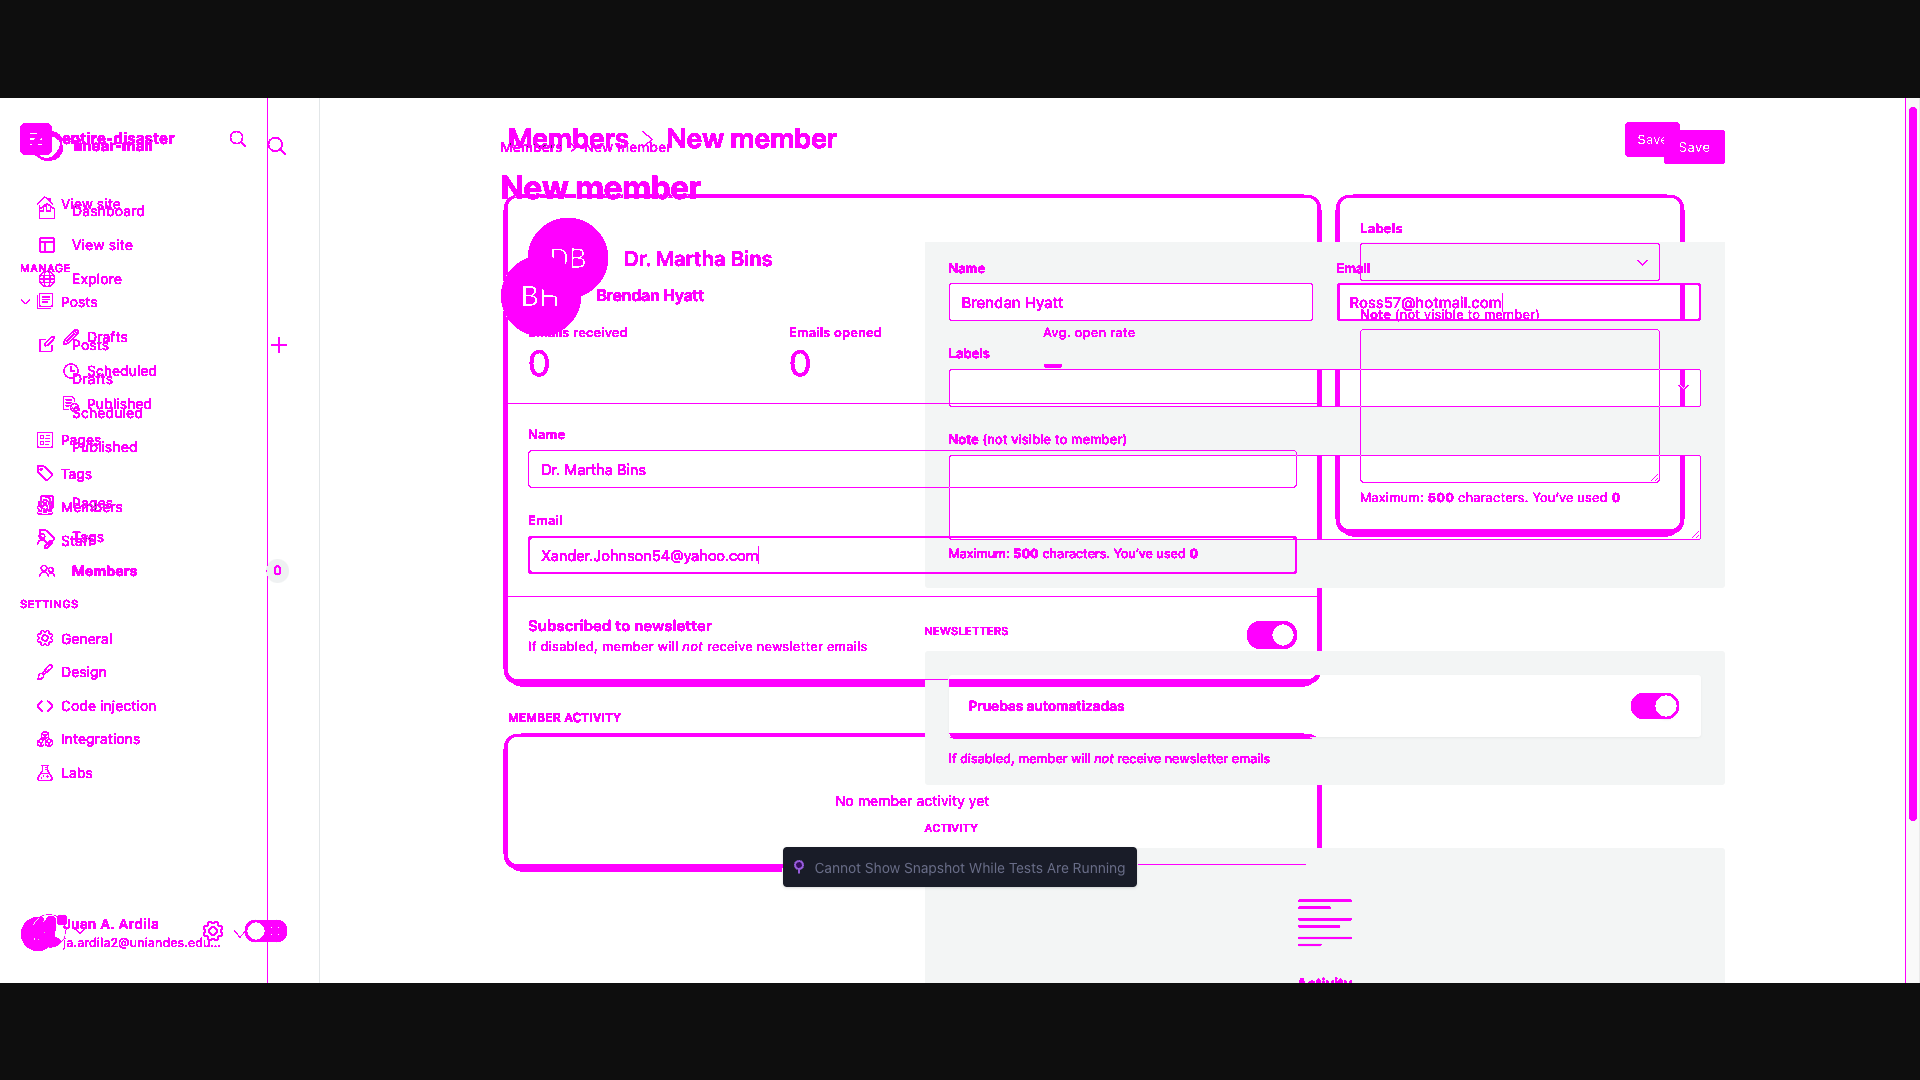 entire-disaster
linear-mail
Members > New member
Members > New member
Save
Save
New member
View site
Dashboard
View site
MANAGE
Explore
Posts
Drafts
Posts
Scheduled
Drafts
Published
Scheduled
Pages
Published
Tags
Pages
Members
Tags
Staff
Members
0
SETTINGS
General
Design
Code injection
Integrations
Labs
Juan A. Ardila
ja.ardila2@uniandes.edu...
DB
Dr. Martha Bins
BH
Brendan Hyatt
Emails received
0
Emails opened
0
Avg. open rate
–
Name
Dr. Martha Bins
Email
Xander.Johnson54@yahoo.com
Subscribed to newsletter
If disabled, member will not receive newsletter emails
MEMBER ACTIVITY
No member activity yet
Name
Brendan Hyatt
Email
Ross57@hotmail.com
Labels
Note (not visible to member)
Maximum: 500 characters. You've used 0
Labels
Note (not visible to member)
Maximum: 500 characters. You've used 0
NEWSLETTERS
Pruebas automatizadas
If disabled, member will not receive newsletter emails
ACTIVITY
Cannot Show Snapshot While Tests Are Running
Activity